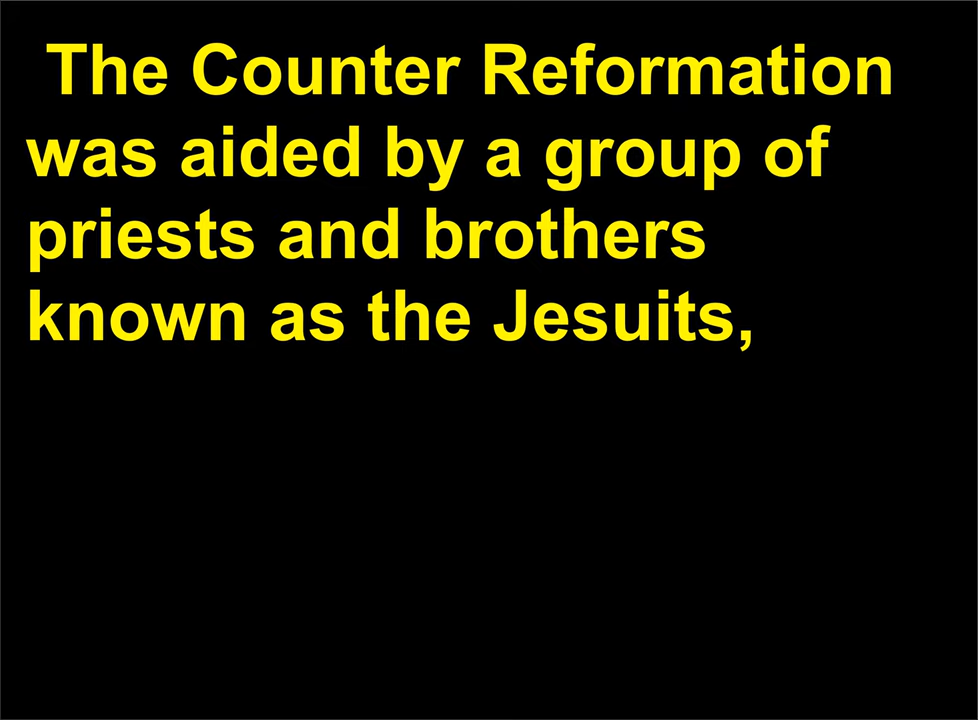 The Counter Reformation
was aided by a group of
priests and brothers
known as the Jesuits,